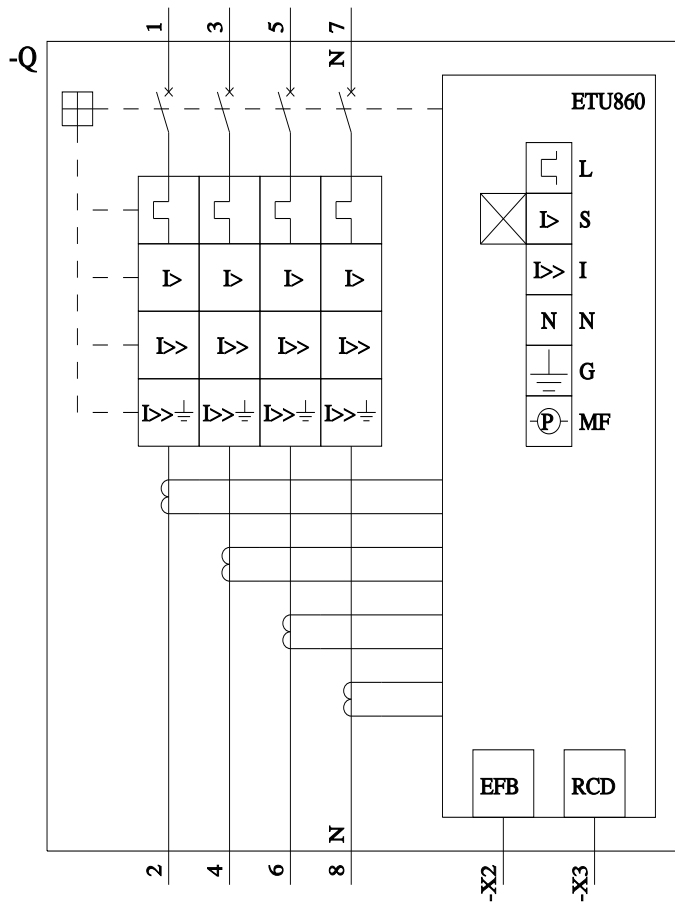 1 3 5 7
N
-Q
ETU860
L
I> S
I>> I
N N
G
P MF
I> I> I> I>
I>> I>> I>> I>>
I>> I>> I>> I>>
EFB RCD
N
2 4 6 8 -X2 -X3